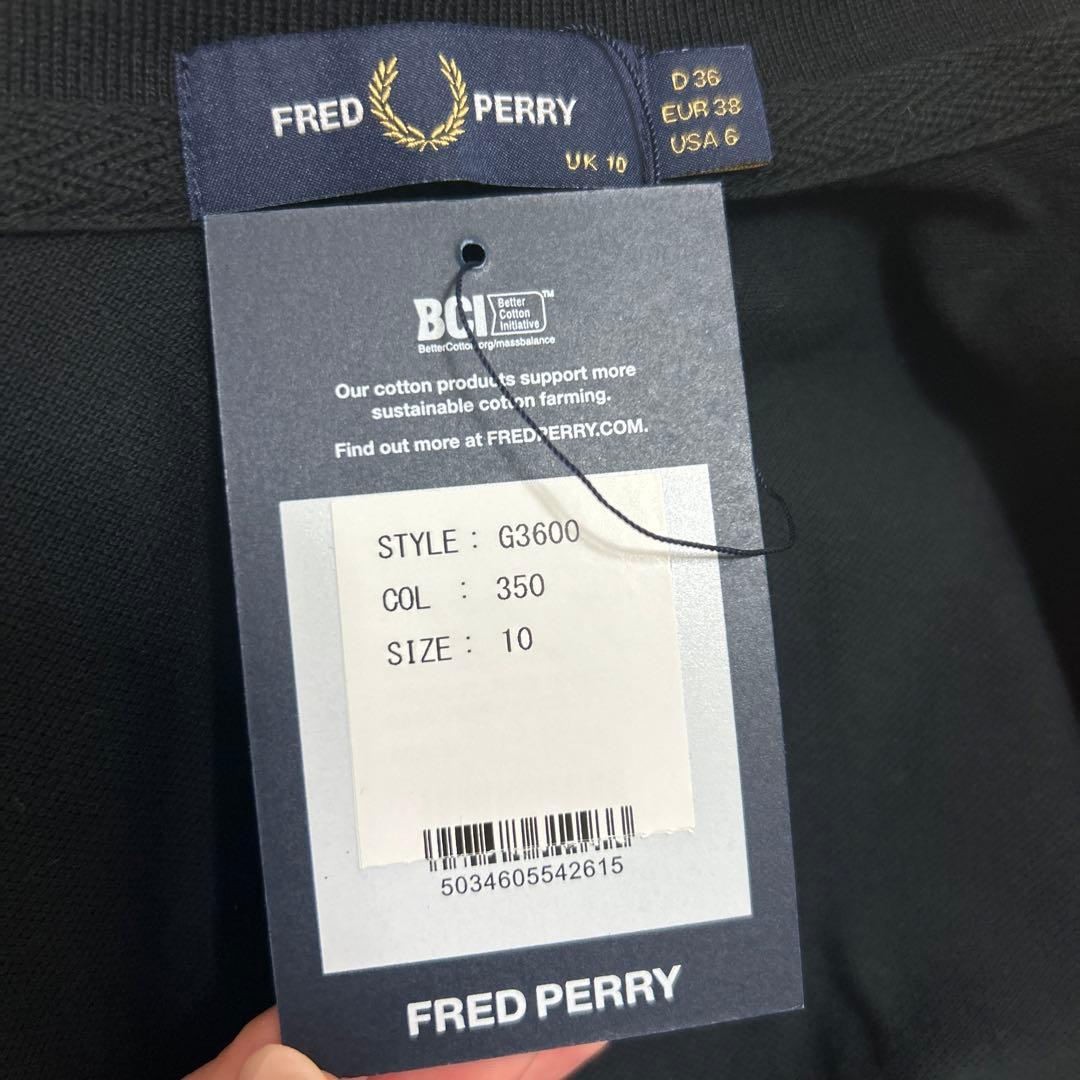 FRED PERRY
UK 10
D 36
EUR 38
USA 6
BCI Better Cotton Initiative™
BetterCotton.org/massbalance
Our cotton products support more
sustainable cotton farming.
Find out more at FREDPERRY.COM.
STYLE : G3600
COL : 350
SIZE : 10
5034605542615
FRED PERRY